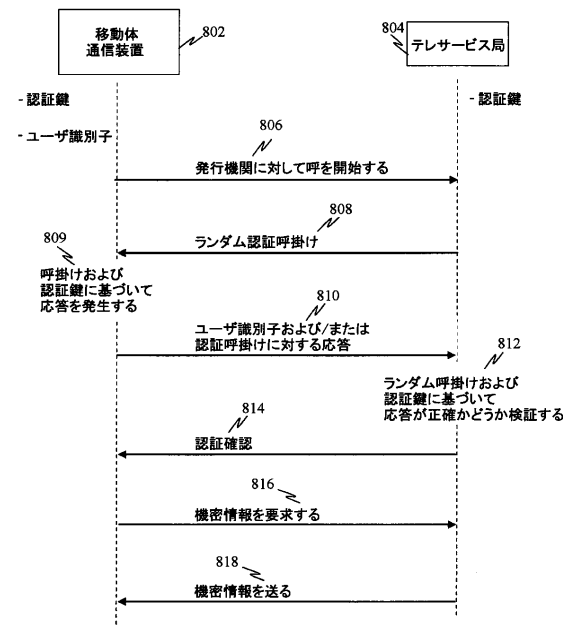 移動体
通信装置
802
804
テレサービス局
- 認証鍵
- ユーザ識別子
- 認証鍵
806
発行機関に対して呼を開始する
808
ランダム認証呼掛け
809
呼掛けおよび
認証鍵に基づいて
応答を発生する
810
ユーザ識別子および/または
認証呼掛けに対する応答
812
ランダム呼掛けおよび
認証鍵に基づいて
応答が正確かどうか検証する
814
認証確認
816
機密情報を要求する
818
機密情報を送る